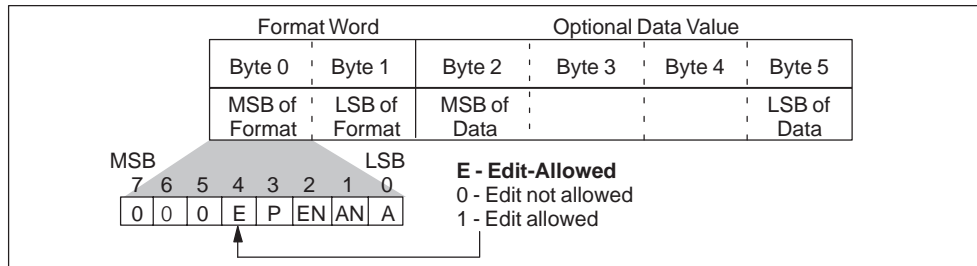 Format Word Optional Data Value
Byte 0 Byte 1 Byte 2 Byte 3 Byte 4 Byte 5
MSB of Format LSB of Format MSB of Data LSB of Data
MSB LSB
7 6 5 4 3 2 1 0
0 0 0 E P EN AN A
E - Edit-Allowed
0 - Edit not allowed
1 - Edit allowed